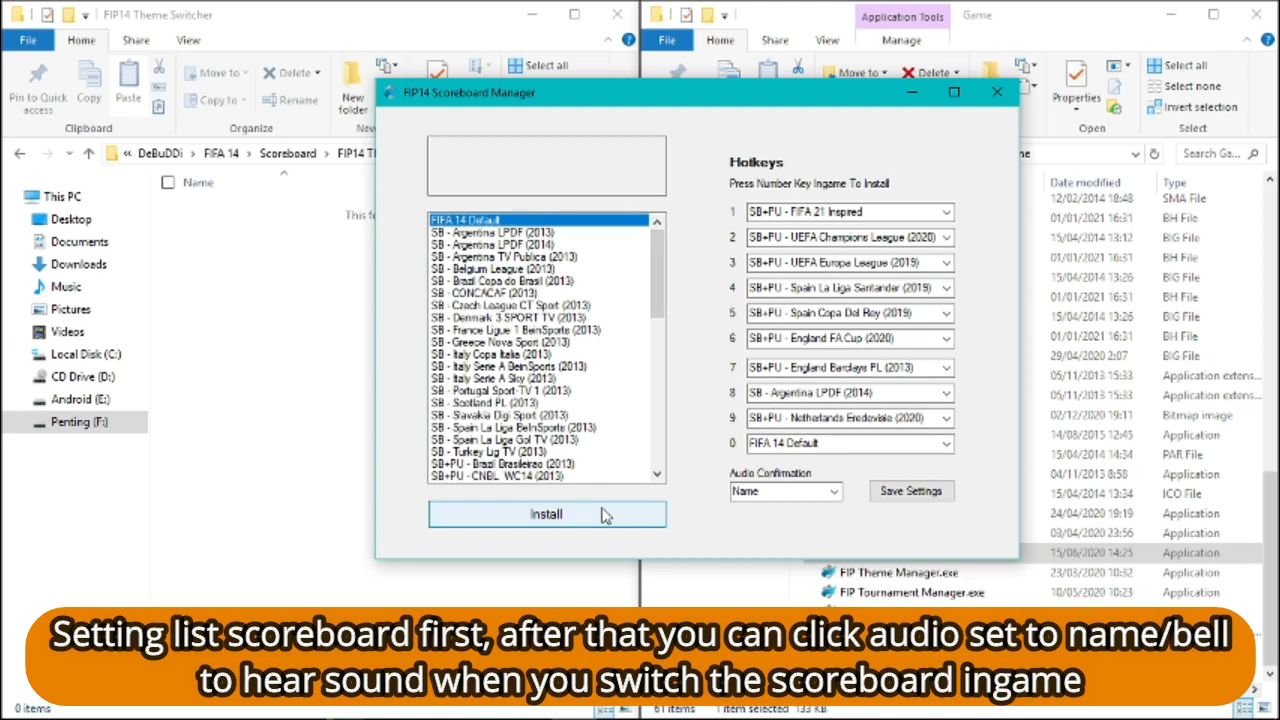 FIP14 Theme Switcher
File
Home
Share
View
Pin to Quick
access
Copy
Paste
Clipboard
Move to
Copy to
Delete
Rename
Organize
New
folder
Select all
DeBuDDi
FIFA 14
Scoreboard
Name
This PC
Desktop
Documents
Downloads
Music
Pictures
Videos
Local Disk (C:)
CD Drive (D:)
Android (E:)
Penting (F:)
0 items
Application Tools
Game
File
Home
Share
View
Manage
Move to
Delete
Properties
Open
Select all
Select none
Invert selection
Select
Search Ga...
Date modified
Type
12/02/2014 18:48 SMA File
01/01/2021 16:31 BH File
15/04/2014 13:12 BIG File
01/01/2021 16:31 BH File
15/04/2014 13:26 BIG File
01/01/2021 16:31 BH File
15/04/2014 13:26 BIG File
01/01/2021 16:31 BH File
29/04/2020 2:07 BIG File
05/11/2013 15:33 Application extens...
05/11/2013 15:33 Application extens...
02/12/2020 19:11 Bitmap image
14/08/2015 12:45 Application
15/04/2014 14:34 PAR File
04/11/2013 8:58 Application extens...
15/04/2014 13:34 ICO File
24/04/2020 19:19 Application
03/04/2020 23:56 Application
15/06/2020 14:25 Application
FIP Theme Manager.exe 23/03/2020 10:32 Application
FIP Tournament Manager.exe 10/05/2020 10:23 Application
61 items
1 item selected 133 KB
FIP14 Scoreboard Manager
FIFA 14 Default
SB - Argentina LPDF (2013)
SB - Argentina LPDF (2014)
SB - Argentina TV Publica (2013)
SB - Belgium League (2013)
SB - Brazil Copa do Brasil (2013)
SB - CONCACAF (2013)
SB - Czech League CT Sport (2013)
SB - Denmark 3 SPORT TV (2013)
SB - France Ligue 1 BeinSports (2013)
SB - Greece Nova Sport (2013)
SB - Italy Copa Italia (2013)
SB - Italy Serie A BeinSports (2013)
SB - Italy Serie A Sky (2013)
SB - Portugal Sport-TV 1 (2013)
SB - Scotland PL (2013)
SB - Slavakia Digi Sport (2013)
SB - Spain La Liga BeInSports (2013)
SB - Spain La Liga Gol TV (2013)
SB - Turkey Lig TV (2013)
SB+PU - Brazil Brasileirao (2013)
SB+PU - CNBL_WC14 (2013)
Install
Hotkeys
Press Number Key Ingame To Install
1 SB+PU - FIFA 21 Inspired
2 SB+PU - UEFA Champions League (2020)
3 SB+PU - UEFA Europa League (2019)
4 SB+PU - Spain La Liga Santander (2019)
5 SB+PU - Spain Copa Del Rey (2019)
6 SB+PU - England FA Cup (2020)
7 SB+PU - England Barclays PL (2013)
8 SB - Argentina LPDF (2014)
9 SB+PU - Netherlands Eredevisie (2020)
0 FIFA 14 Default
Audio Confirmation
Name
Save Settings
Setting list scoreboard first, after that you can click audio set to name/bell
to hear sound when you switch the scoreboard ingame